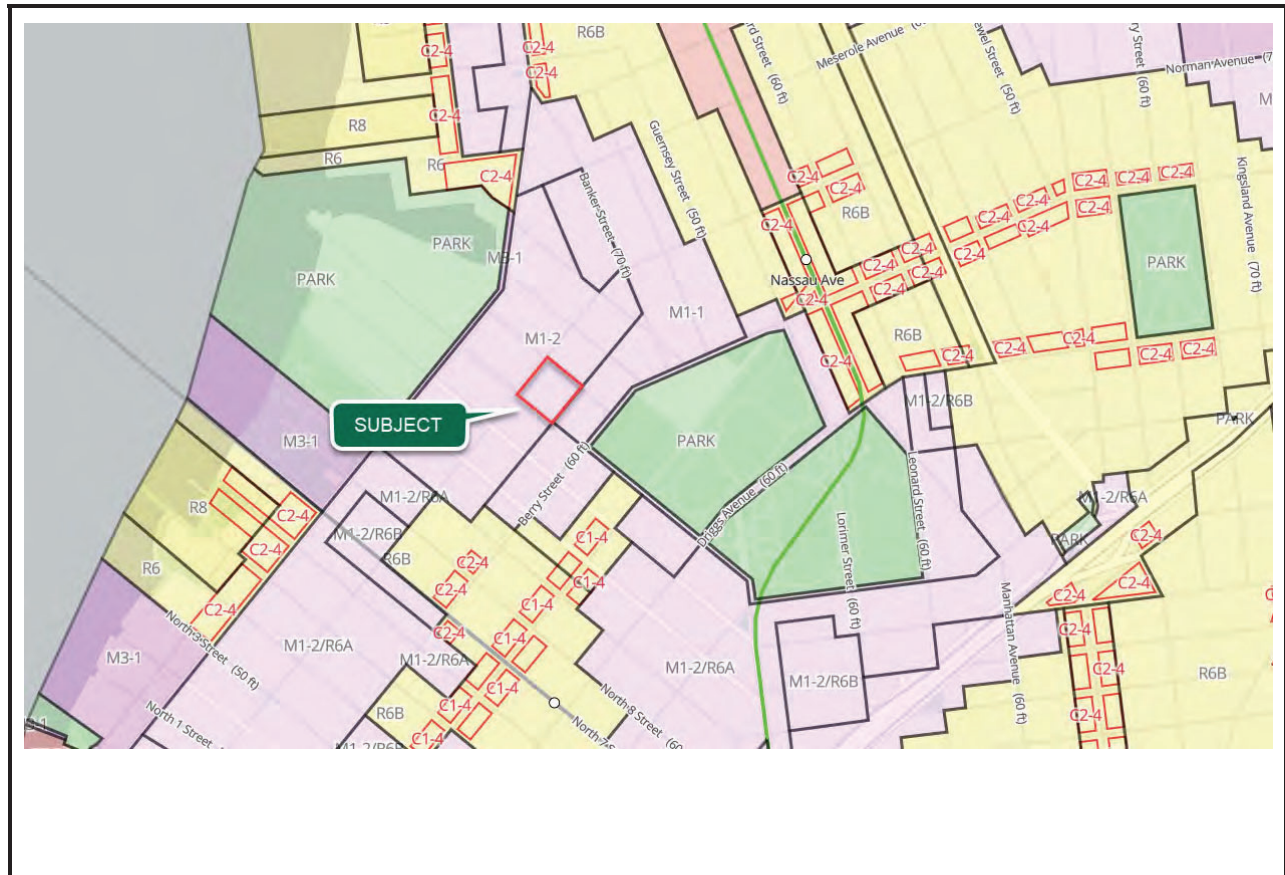 R6B
C2-4
C2-4
C2-4
Meserole Avenue
Norman Avenue
R8
R6
R6
C2-4
Guernsey Street (50 ft)
Banker Street (70 ft)
C2-4
C2-4
R6B
C2-4
C2-4
C2-4
C2-4
C2-4
C2-4
C2-4
C2-4
Kingsland Avenue (70 ft)
PARK
PARK
M3-1
PARK
C2-4
C2-4
C2-4
C2-4
Nassau Ave
C2-4
M1-1
M1-2
R6B
C2-4
C2-4
C2-4
C2-4
C2-4
C2-4
C2-4
SUBJECT
M3-1
PARK
M1-2/R6B
PARK
Berry Street (60 ft)
Driggs Avenue (60 ft)
Leonard Street (60 ft)
Lorimer Street (60 ft)
M1-2/R6A
M1-2/R6A
M1-2/R6B
R6B
R8
C2-4
C2-4
C2-4
R6
C2-4
C2-4
C1-4
C1-4
C1-4
PARK
C2-4
C2-4
C2-4
Manhattan Avenue (60 ft)
North 3 Street (50 ft)
M3-1
M1-2/R6A
C2-4
M1-2/R6A
C1-4
C1-4
C1-4
M1-2/R6A
M1-2/R6B
C2-4
C2-4
C2-4
R6B
R6B
North 8 Street
North 1 Street
C1-4
M1-2/R6B